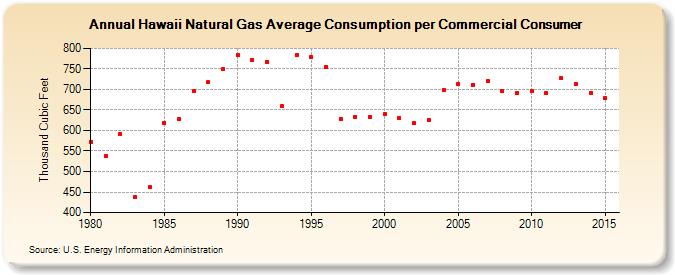 Annual Hawaii Natural Gas Average Consumption per Commercial Consumer
Thousand Cubic Feet
800
750
700
650
600
550
500
450
400
1980 1985 1990 1995 2000 2005 2010 2015
Source: U.S. Energy Information Administration